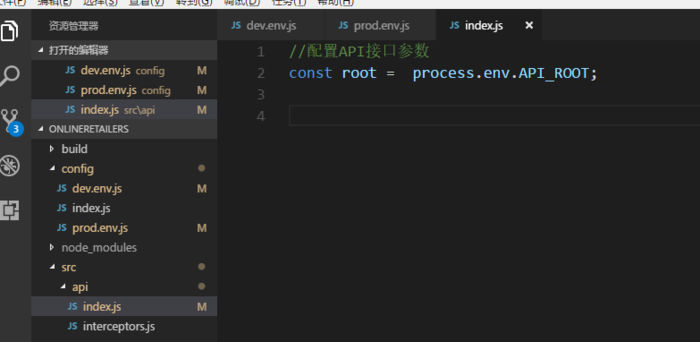 编辑(E) 选择(S) 查看(V) 转到(G) 调试(D) 任务(T) 帮助(H)
资源管理器
打开的编辑器
JS dev.env.js config M
JS prod.env.js config M
JS index.js src\api M
ONLINERETAILERS
build
config
JS dev.env.js M
JS index.js
JS prod.env.js M
node_modules
src
api
JS index.js M
JS interceptors.js
3
JS dev.env.js JS prod.env.js JS index.js ×
1 //配置API接口参数
2 const root =  process.env.API_ROOT;
3
4